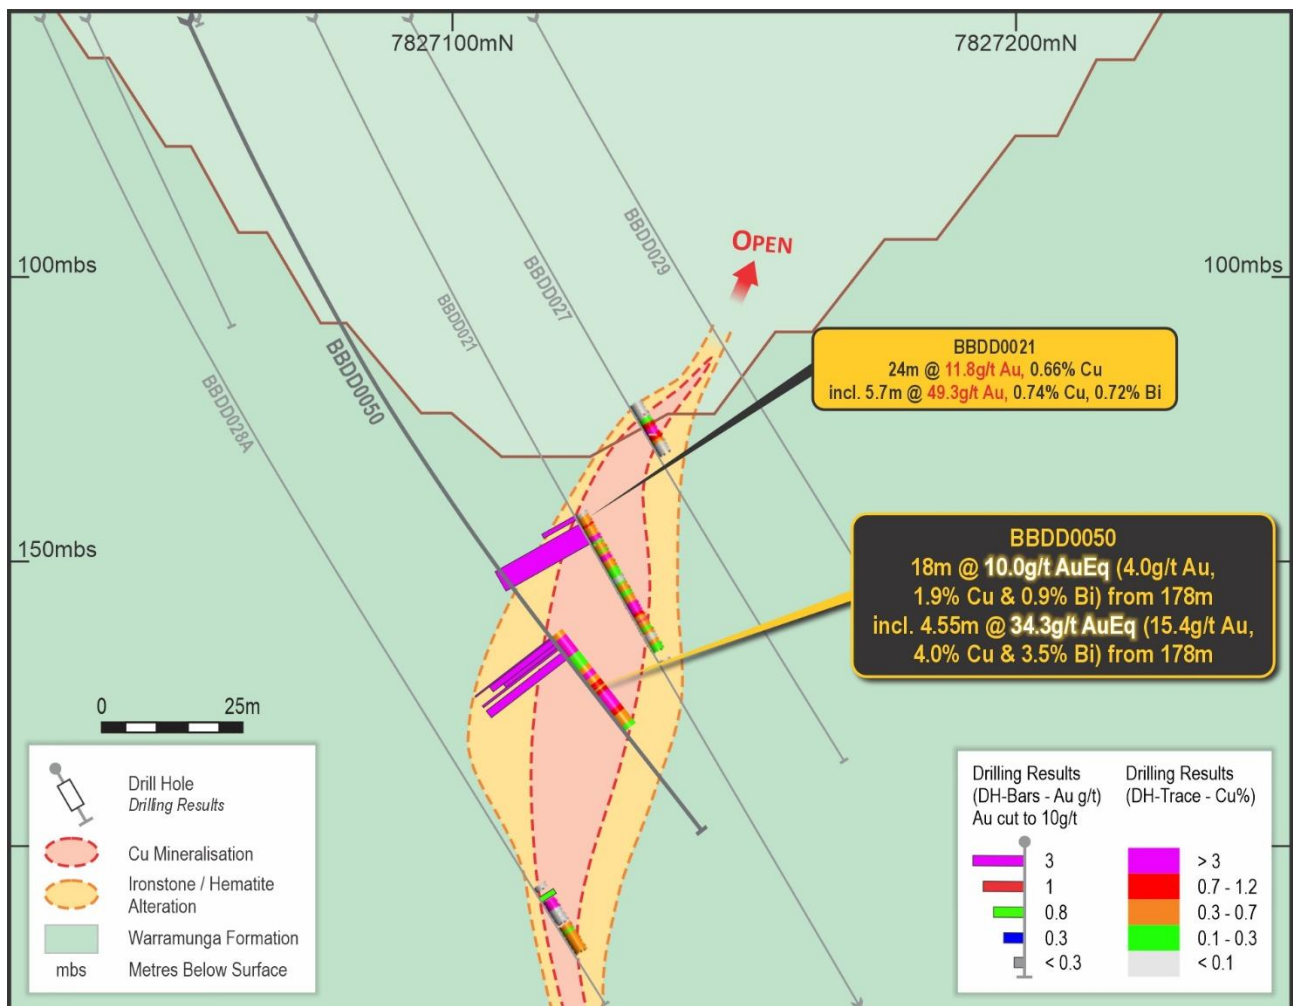 7827100mN
7827200mN
100mbs
100mbs
OPEN
BBDD029
BBDD027
BBDD021
BBDD0050
BBDD028A
BBDD0021
24m @ 11.8g/t Au, 0.66% Cu
incl. 5.7m @ 49.3g/t Au, 0.74% Cu, 0.72% Bi
150mbs
BBDD0050
18m @ 10.0g/t AuEq (4.0g/t Au,
1.9% Cu & 0.9% Bi) from 178m
incl. 4.55m @ 34.3g/t AuEq (15.4g/t Au,
4.0% Cu & 3.5% Bi) from 178m
0 25m
Drill Hole
Drilling Results
Cu Mineralisation
Ironstone / Hematite
Alteration
Warramunga Formation
mbs Metres Below Surface
Drilling Results
(DH-Bars - Au g/t)
Au cut to 10g/t
3
1
0.8
0.3
< 0.3
Drilling Results
(DH-Trace - Cu%)
> 3
0.7 - 1.2
0.3 - 0.7
0.1 - 0.3
< 0.1